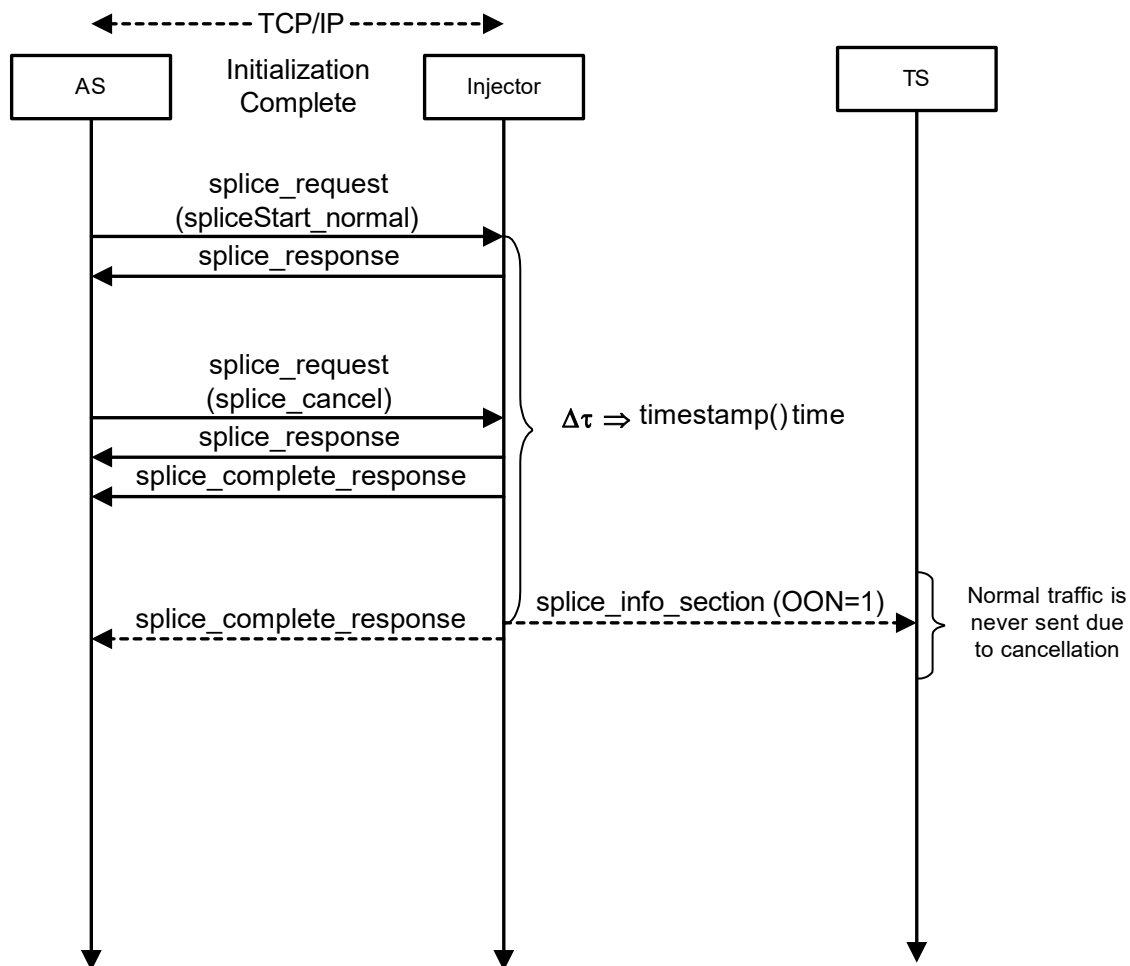 TCP/IP
AS
Initialization
Complete
Injector
TS
splice_request
(spliceStart_normal)
splice_response
splice_request
(splice_cancel)
Δτ ⇒ timestamp() time
splice_response
splice_complete_response
splice_info_section (OON=1)
splice_complete_response
Normal traffic is
never sent due
to cancellation